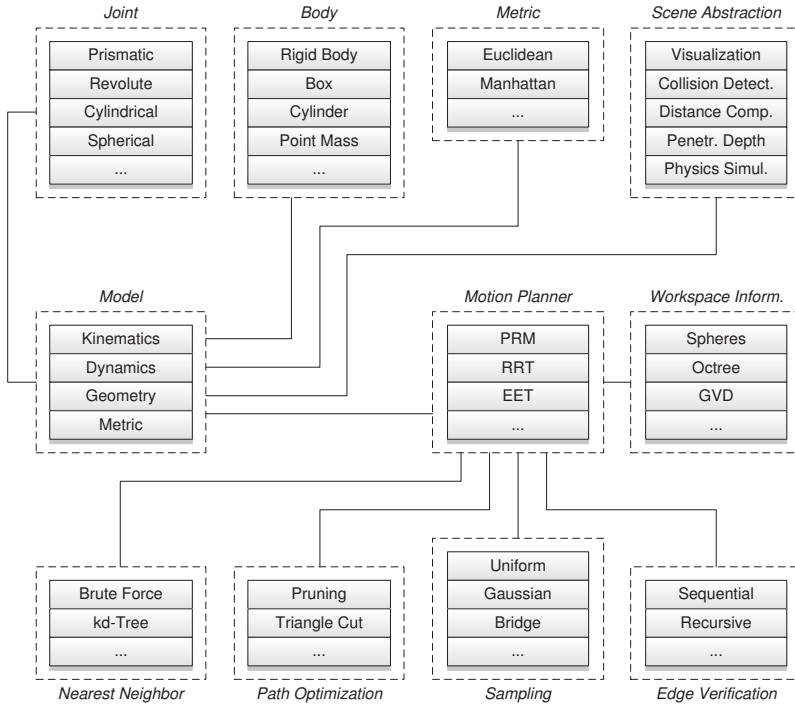 Joint
Prismatic
Revolute
Cylindrical
Spherical
...
Body
Rigid Body
Box
Cylinder
Point Mass
...
Metric
Euclidean
Manhattan
...
Scene Abstraction
Visualization
Collision Detect.
Distance Comp.
Penetr. Depth
Physics Simul.
Model
Kinematics
Dynamics
Geometry
Metric
Motion Planner
PRM
RRT
EET
...
Workspace Inform.
Spheres
Octree
GVD
...
Brute Force
kd-Tree
...
Nearest Neighbor
Pruning
Triangle Cut
...
Path Optimization
Uniform
Gaussian
Bridge
...
Sampling
Sequential
Recursive
...
Edge Verification